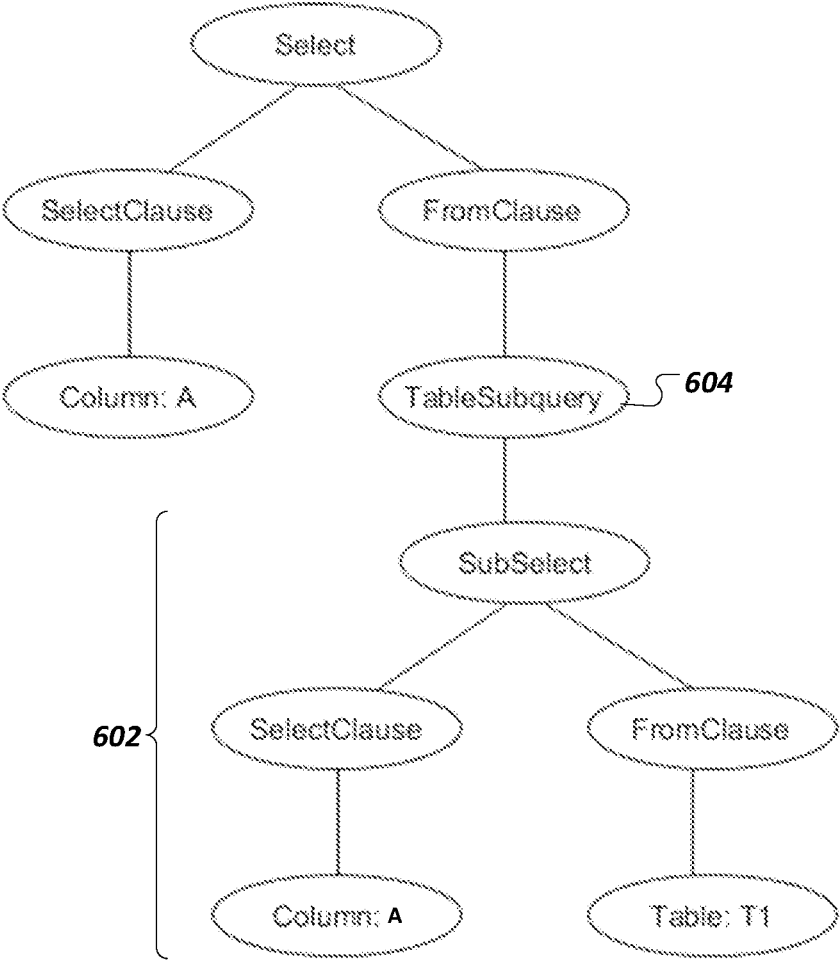 Select
SelectClause
FromClause
Column: A
TableSubquery
604
SubSelect
602
SelectClause
FromClause
Column: A
Table: T1